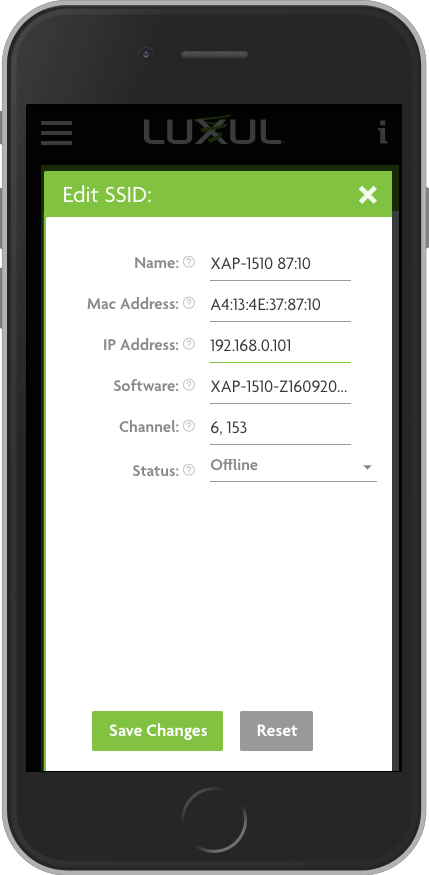 LUXUL
Edit SSID:
Name: XAP-1510 87:10
Mac Address: A4:13:4E:37:87:10
IP Address: 192.168.0.101
Software: XAP-1510-Z160920...
Channel: 6, 153
Status: Offline
Save Changes Reset